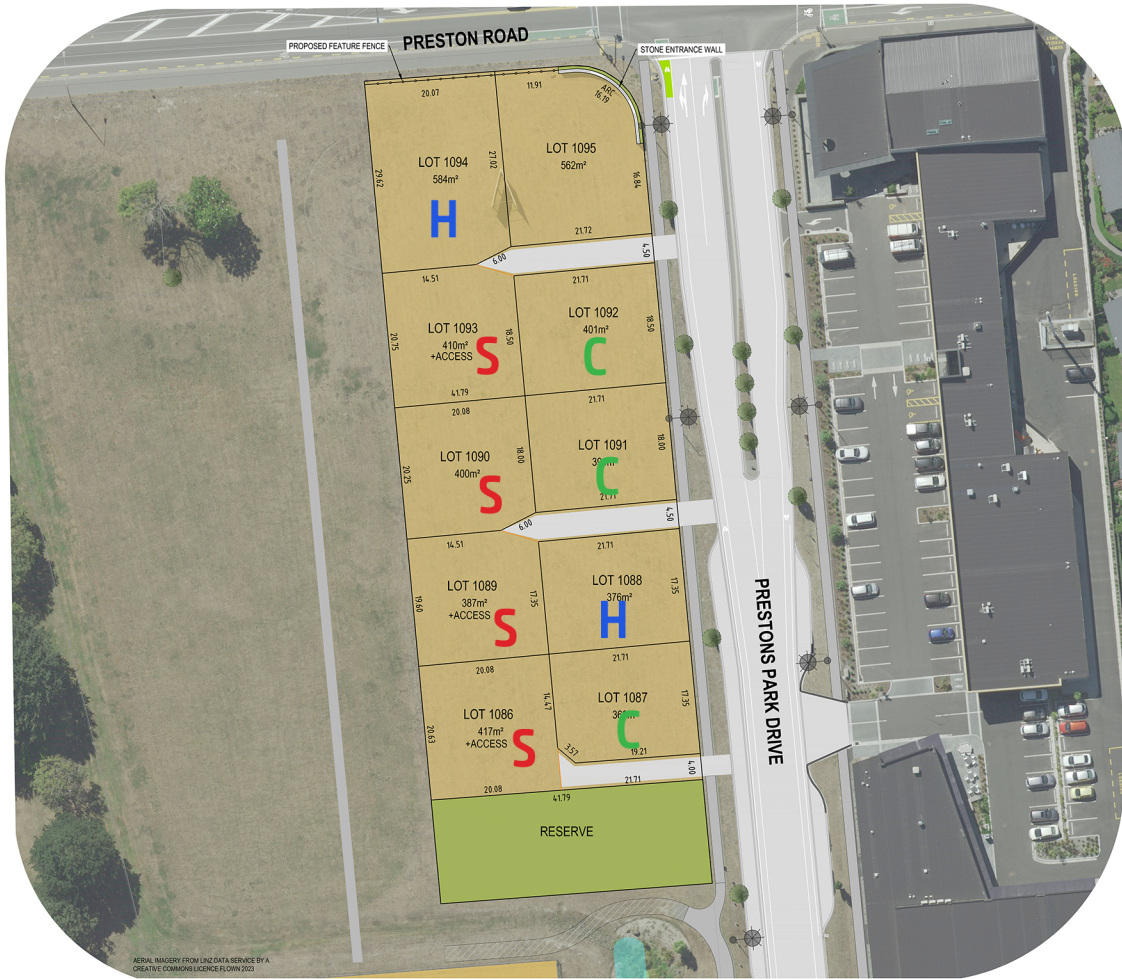 PRESTON ROAD
PROPOSED FEATURE FENCE
STONE ENTRANCE WALL
20.07
11.91
ARC
16.19
LOT 1094
584m²
29.62
27.02
H
LOT 1095
562m²
16.84
21.72
6.00
4.50
14.51
21.71
LOT 1093
410m²
+ACCESS
20.75
18.50
S
41.79
LOT 1092
401m²
18.50
C
20.08
21.71
LOT 1090
400m²
20.25
18.00
S
LOT 1091
18.00
C
21.71
6.00
4.50
14.51
21.71
LOT 1089
387m²
+ACCESS
19.60
17.35
S
LOT 1088
376m²
17.35
H
20.08
21.71
LOT 1086
417m²
+ACCESS
20.63
14.47
S
LOT 1087
17.35
C
3.57
19.21
4.00
20.08
21.71
41.79
RESERVE
PRESTONS PARK DRIVE
AERIAL IMAGERY FROM LINZ DATA SERVICE BY A
CREATIVE COMMONS LICENCE FLOWN 2023